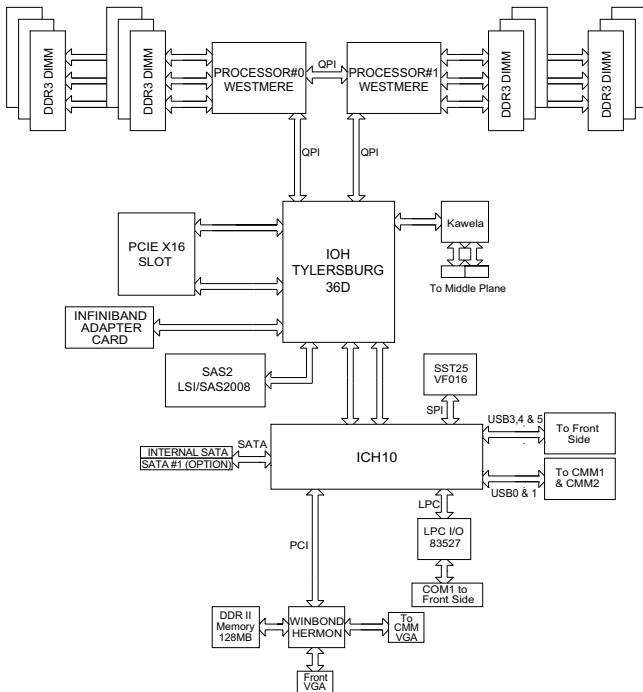 DDR3 DIMM
DDR3 DIMM
PROCESSOR#0
WESTMERE
QPI
PROCESSOR#1
WESTMERE
DDR3 DIMM
DDR3 DIMM
QPI
QPI
PCIE X16
SLOT
IOH
TYLERSBURG
36D
Kawela
To Middle Plane
INFINIBAND
ADAPTER
CARD
SAS2
LSI/SAS2008
SST25
VF016
SPI
USB3,4 & 5
To Front
Side
SATA
INTERNAL SATA
SATA #1 (OPTION)
ICH10
To CMM1
& CMM2
USB0 & 1
LPC
LPC I/O
83527
PCI
COM1 to
Front Side
DDR II
Memory
128MB
WINBOND
HERMON
To
CMM
VGA
Front
VGA